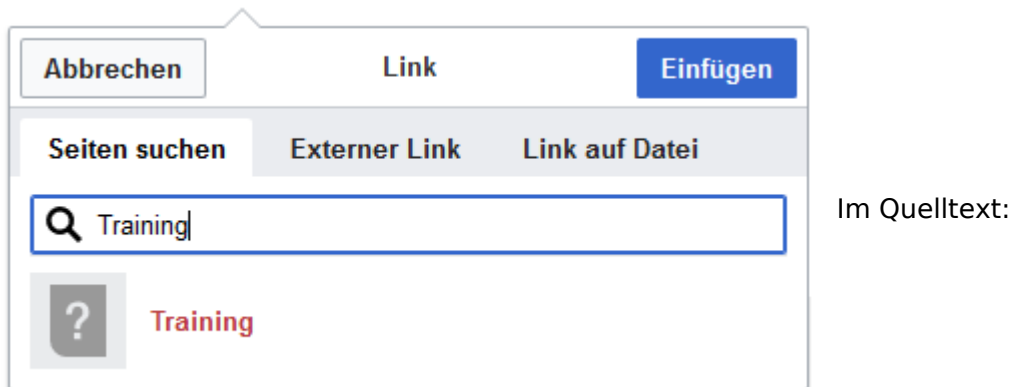 Abbrechen Link Einfügen
Seiten suchen Externer Link Link auf Datei
Training
Im Quelltext:
? Training